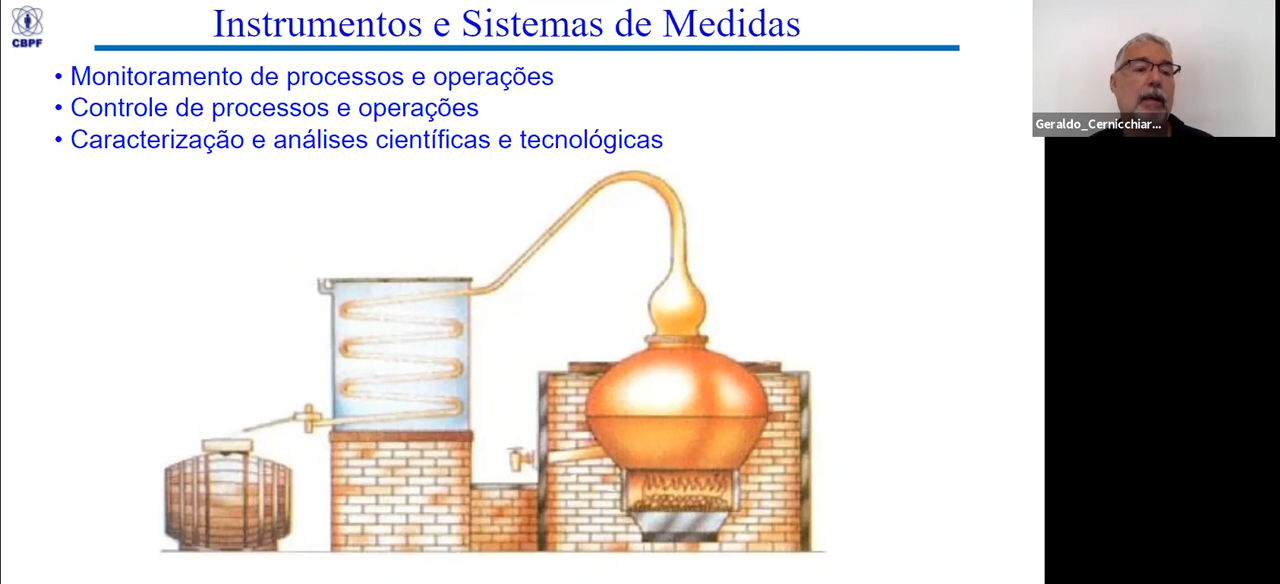 CBPF
Instrumentos e Sistemas de Medidas
• Monitoramento de processos e operações
• Controle de processos e operações
• Caracterização e análises científicas e tecnológicas
Geraldo_Cernicchiar...